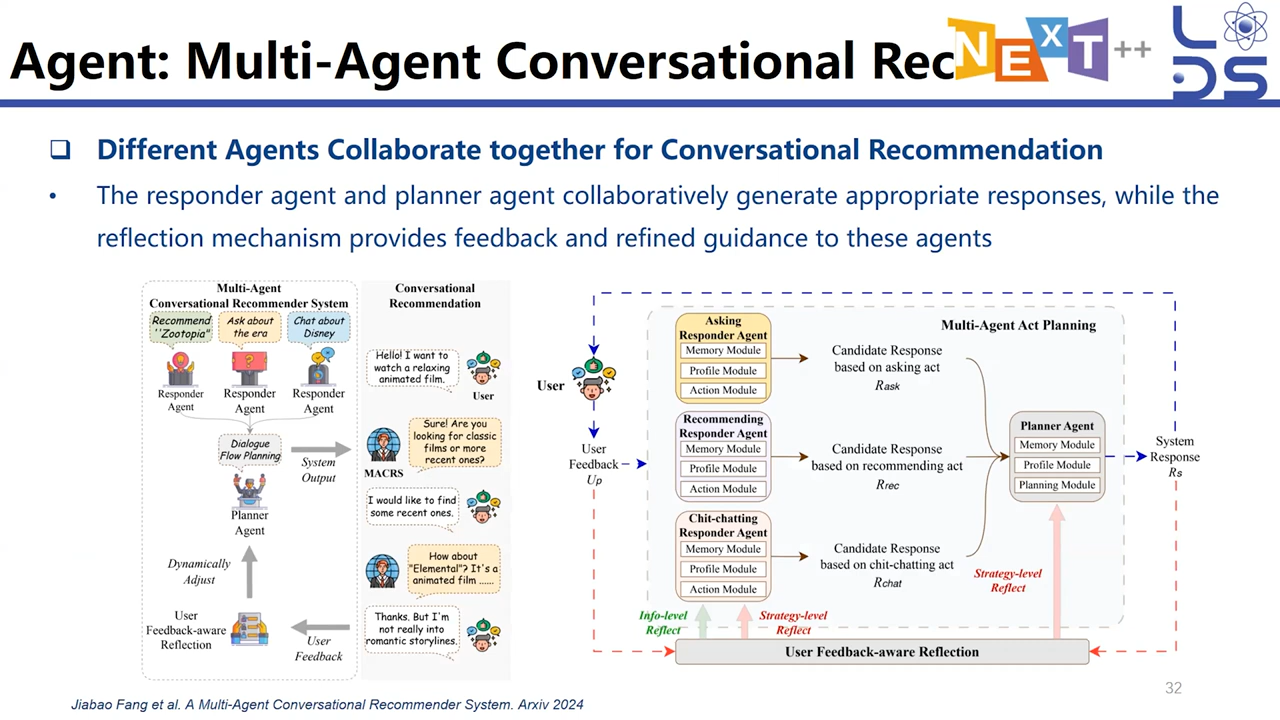 Agent: Multi-Agent Conversational Rec
NEXT++
LDS
Different Agents Collaborate together for Conversational Recommendation
• The responder agent and planner agent collaboratively generate appropriate responses, while the
reflection mechanism provides feedback and refined guidance to these agents
Multi-Agent
Conversational Recommender System
Recommend
''Zootopia"
Ask about
the era
Chat about
Disney
Responder
Agent
Responder
Agent
Responder
Agent
Dialogue
Flow Planning
System
Output
Planner
Agent
Dynamically
Adjust
User
Feedback-aware
Reflection
User
Feedback
Conversational
Recommendation
Hello! I want to
watch a relaxing
animated film.
User
Sure! Are you
looking for classic
films or more
recent ones?
MACRS
I would like to find
some recent ones.
How about
"Elemental"? It's a
animated film ......
Thanks. But I'm
not really into
romantic storylines.
User
User
Feedback
Up
Multi-Agent Act Planning
Asking
Responder Agent
Memory Module
Profile Module
Action Module
Candidate Response
based on asking act
Rask
Recommending
Responder Agent
Memory Module
Profile Module
Action Module
Candidate Response
based on recommending act
Rrec
Chit-chatting
Responder Agent
Memory Module
Profile Module
Action Module
Candidate Response
based on chit-chatting act
Rchat
Planner Agent
Memory Module
Profile Module
Planning Module
System
Response
Rs
Info-level
Reflect
Strategy-level
Reflect
Strategy-level
Reflect
User Feedback-aware Reflection
Jiabao Fang et al. A Multi-Agent Conversational Recommender System. Arxiv 2024
32